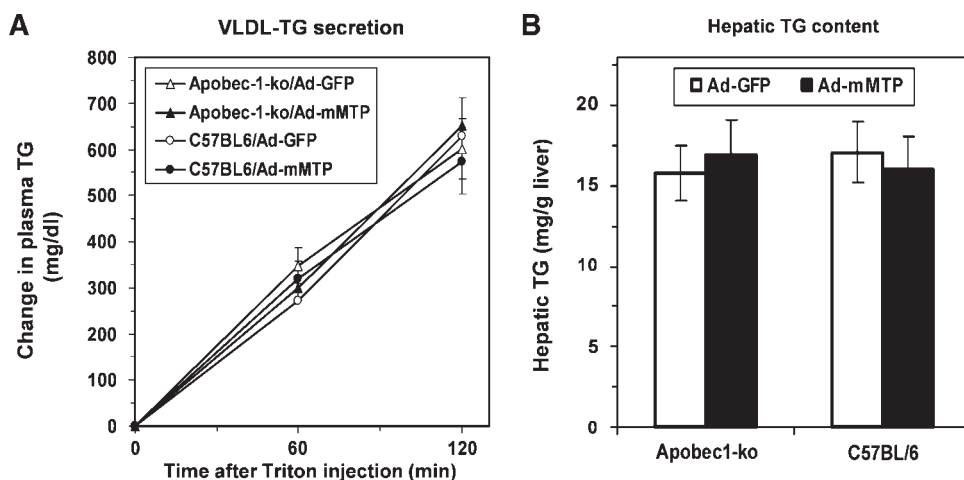 A
VLDL-TG secretion
800
700
600
500
400
300
200
100
0
Change in plasma TG
(mg/dl)
Apobec-1-ko/Ad-GFP
Apobec-1-ko/Ad-mMTP
C57BL6/Ad-GFP
C57BL6/Ad-mMTP
0
60
120
Time after Triton injection (min)
B
Hepatic TG content
20
15
10
5
0
Hepatic TG (mg/g liver)
Ad-GFP
Ad-mMTP
Apobec1-ko
C57BL/6